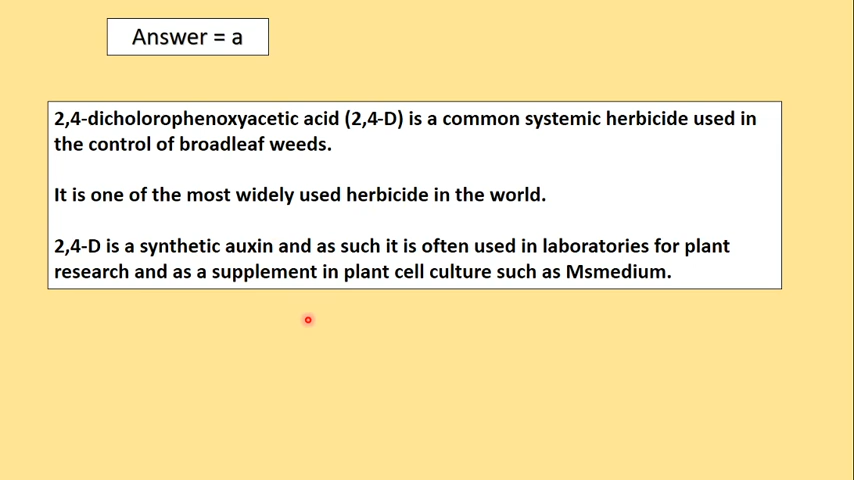 Answer = a
2,4-dicholorophenoxyacetic acid (2,4-D) is a common systemic herbicide used in
the control of broadleaf weeds.
It is one of the most widely used herbicide in the world.
2,4-D is a synthetic auxin and as such it is often used in laboratories for plant
research and as a supplement in plant cell culture such as Msmedium.